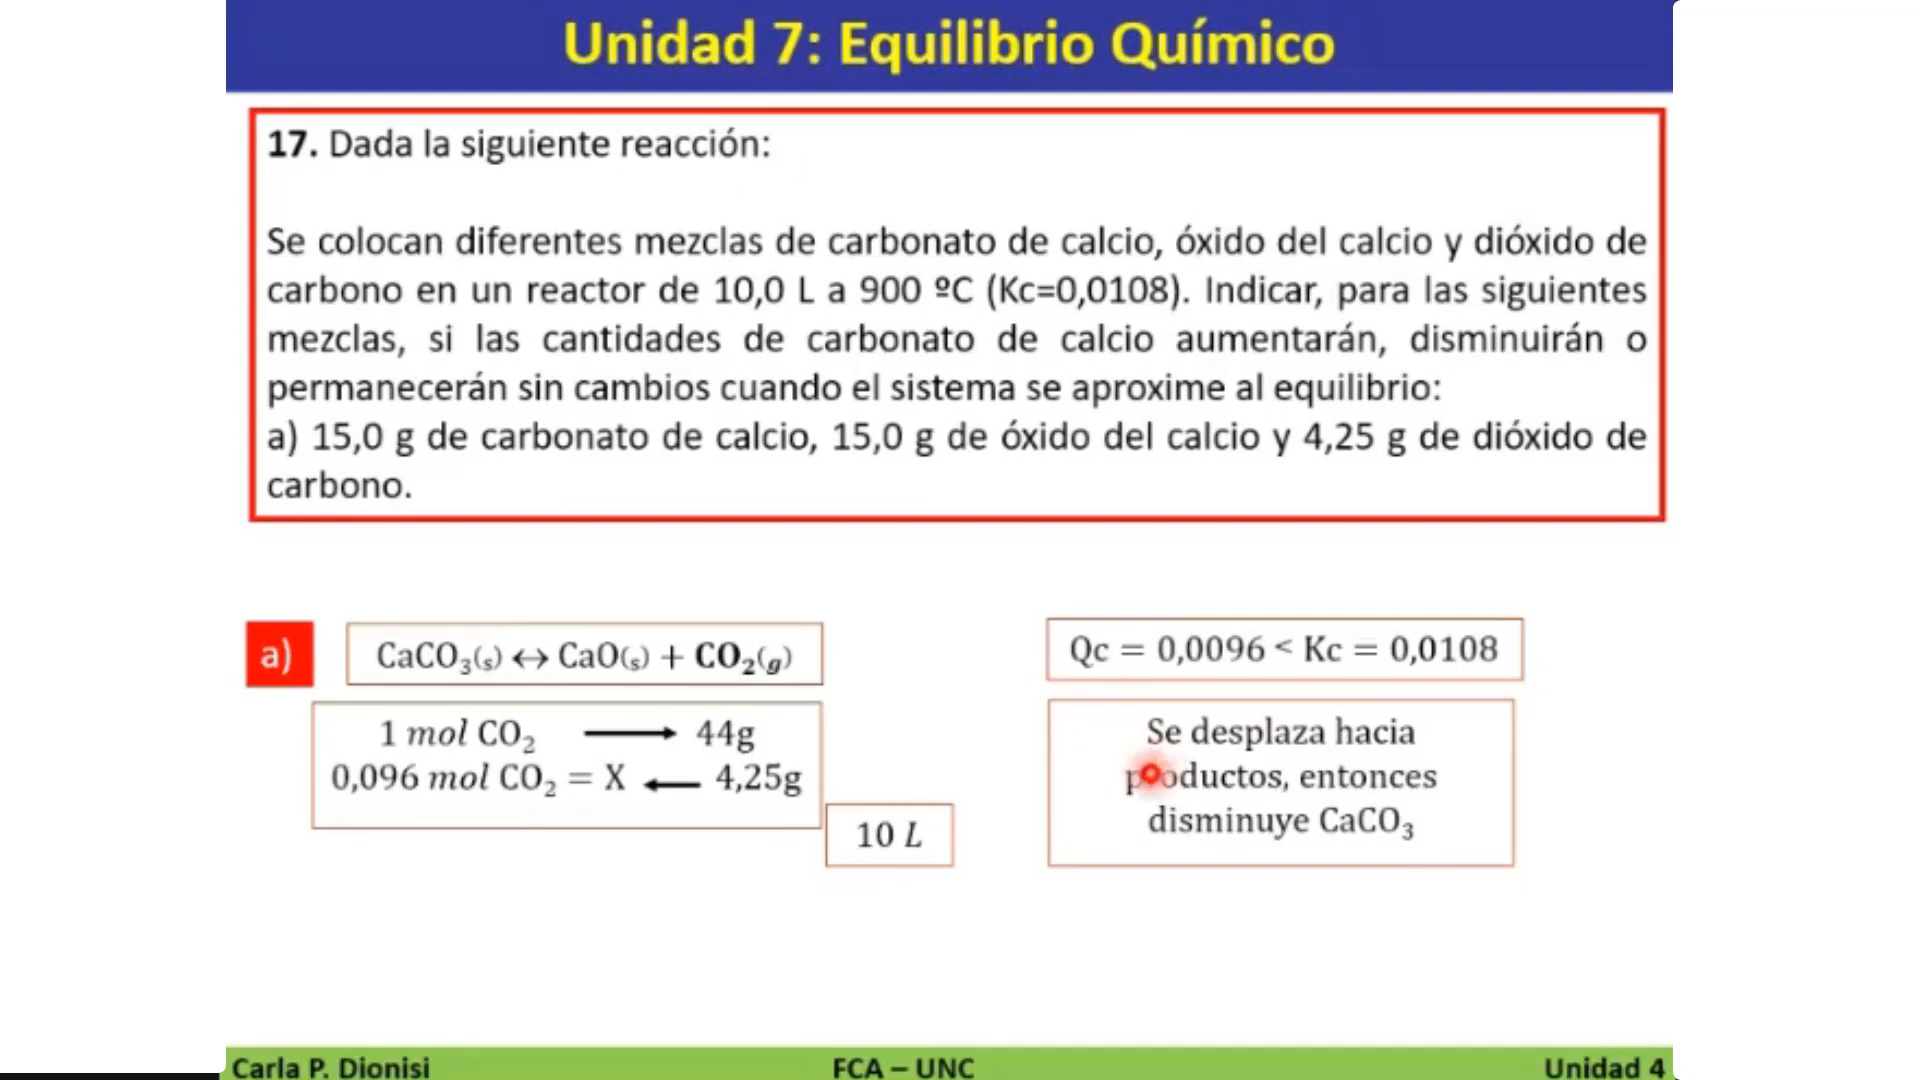 Unidad 7: Equilibrio Químico
17. Dada la siguiente reacción:
Se colocan diferentes mezclas de carbonato de calcio, óxido del calcio y dióxido de
carbono en un reactor de 10,0 L a 900 ºC (Kc=0,0108). Indicar, para las siguientes
mezclas, si las cantidades de carbonato de calcio aumentarán, disminuirán o
permanecerán sin cambios cuando el sistema se aproxime al equilibrio:
a) 15,0 g de carbonato de calcio, 15,0 g de óxido del calcio y 4,25 g de dióxido de
carbono.
a)
CaCO₃(s) ↔ CaO(s) + CO₂(g)
1 mol CO₂ ⟶ 44g
0,096 mol CO₂ = X ⟵ 4,25g
10 L
Qc = 0,0096 < Kc = 0,0108
Se desplaza hacia
productos, entonces
disminuye CaCO₃
Carla P. Dionisi FCA – UNC Unidad 4